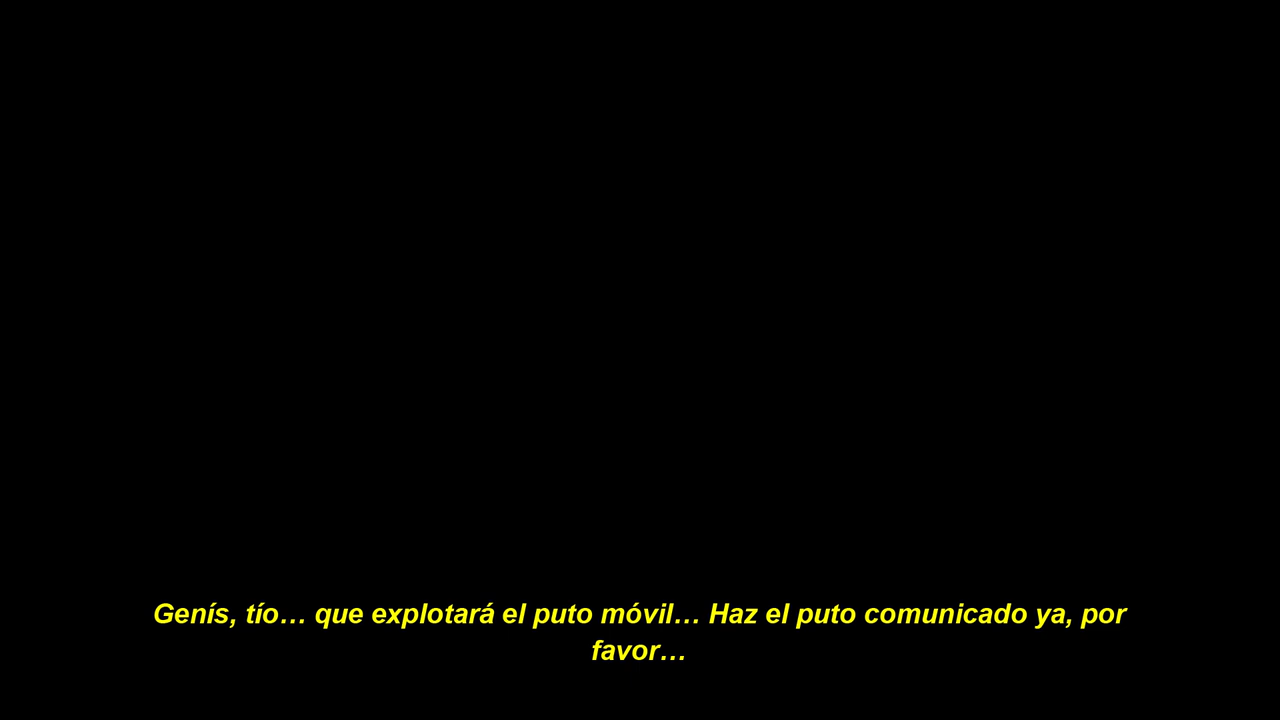 Genís, tío… que explotará el puto móvil… Haz el puto comunicado ya, por
favor…